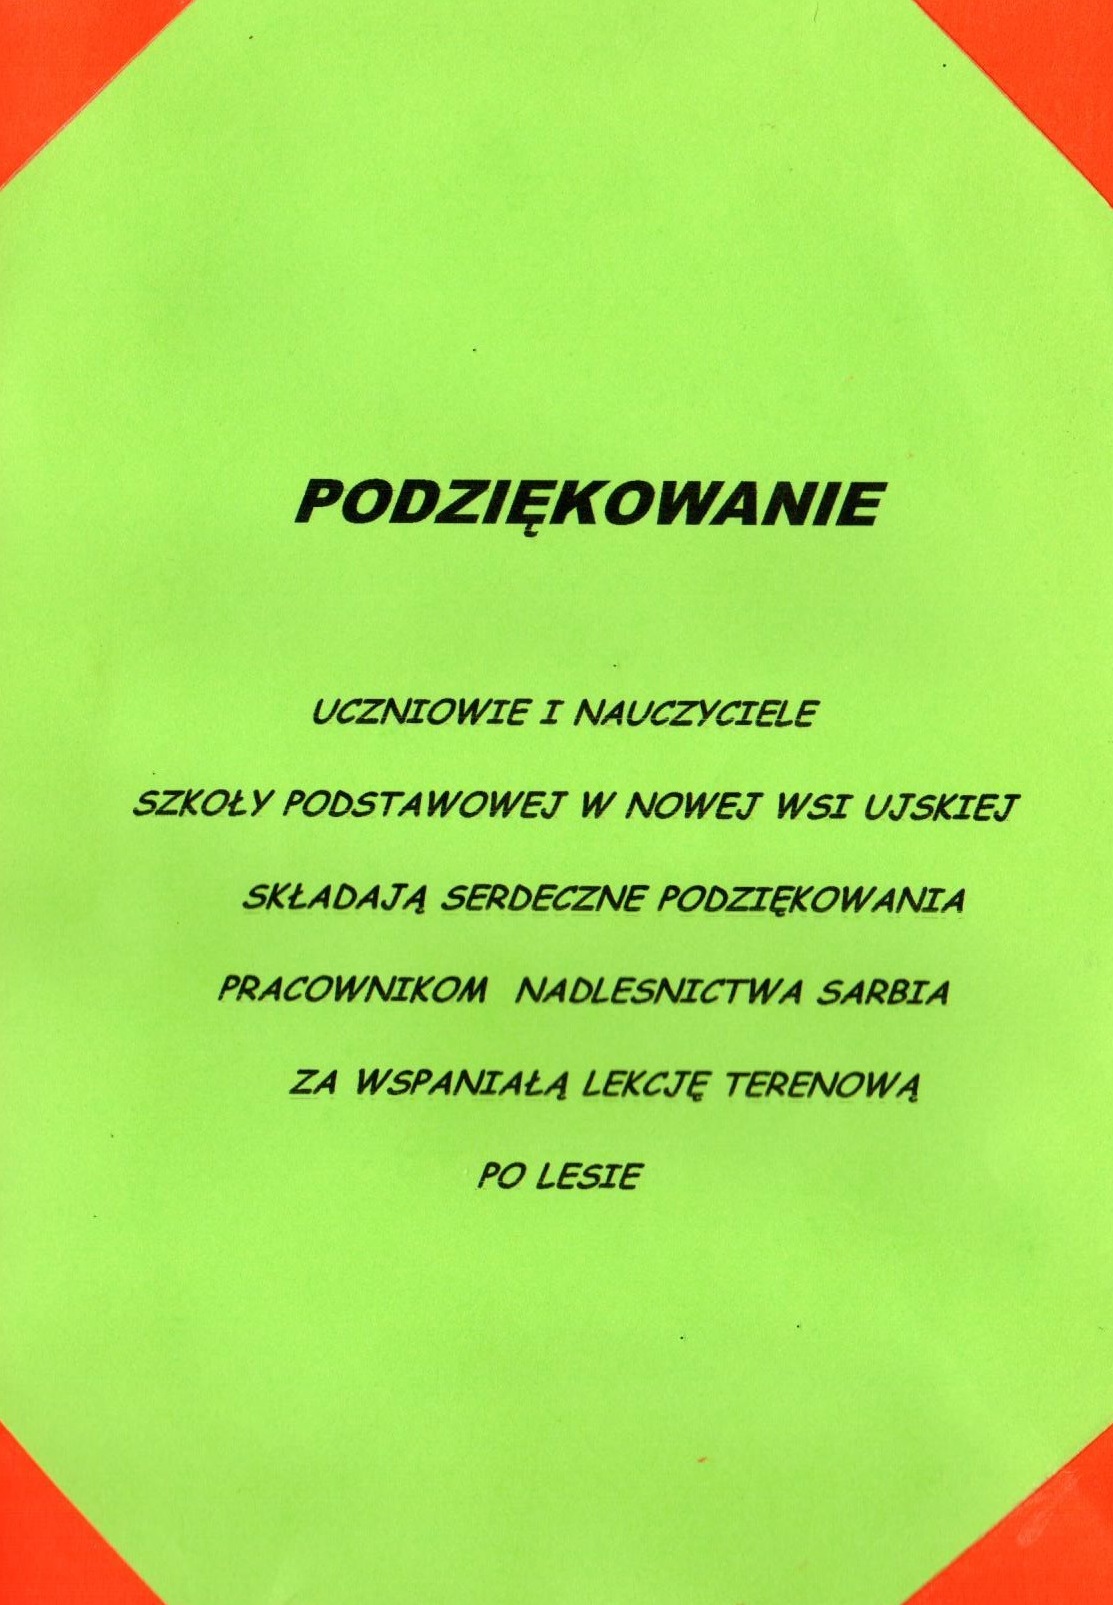 PODZIĘKOWANIE
UCZNIOWIE I NAUCZYCIELE
SZKOŁY PODSTAWOWEJ W NOWEJ WSI UJSKIEJ
SKŁADAJĄ SERDECZNE PODZIĘKOWANIA
PRACOWNIKOM NADLESNICTWA SARBIA
ZA WSPANIAŁĄ LEKCJĘ TERENOWĄ
PO LESIE